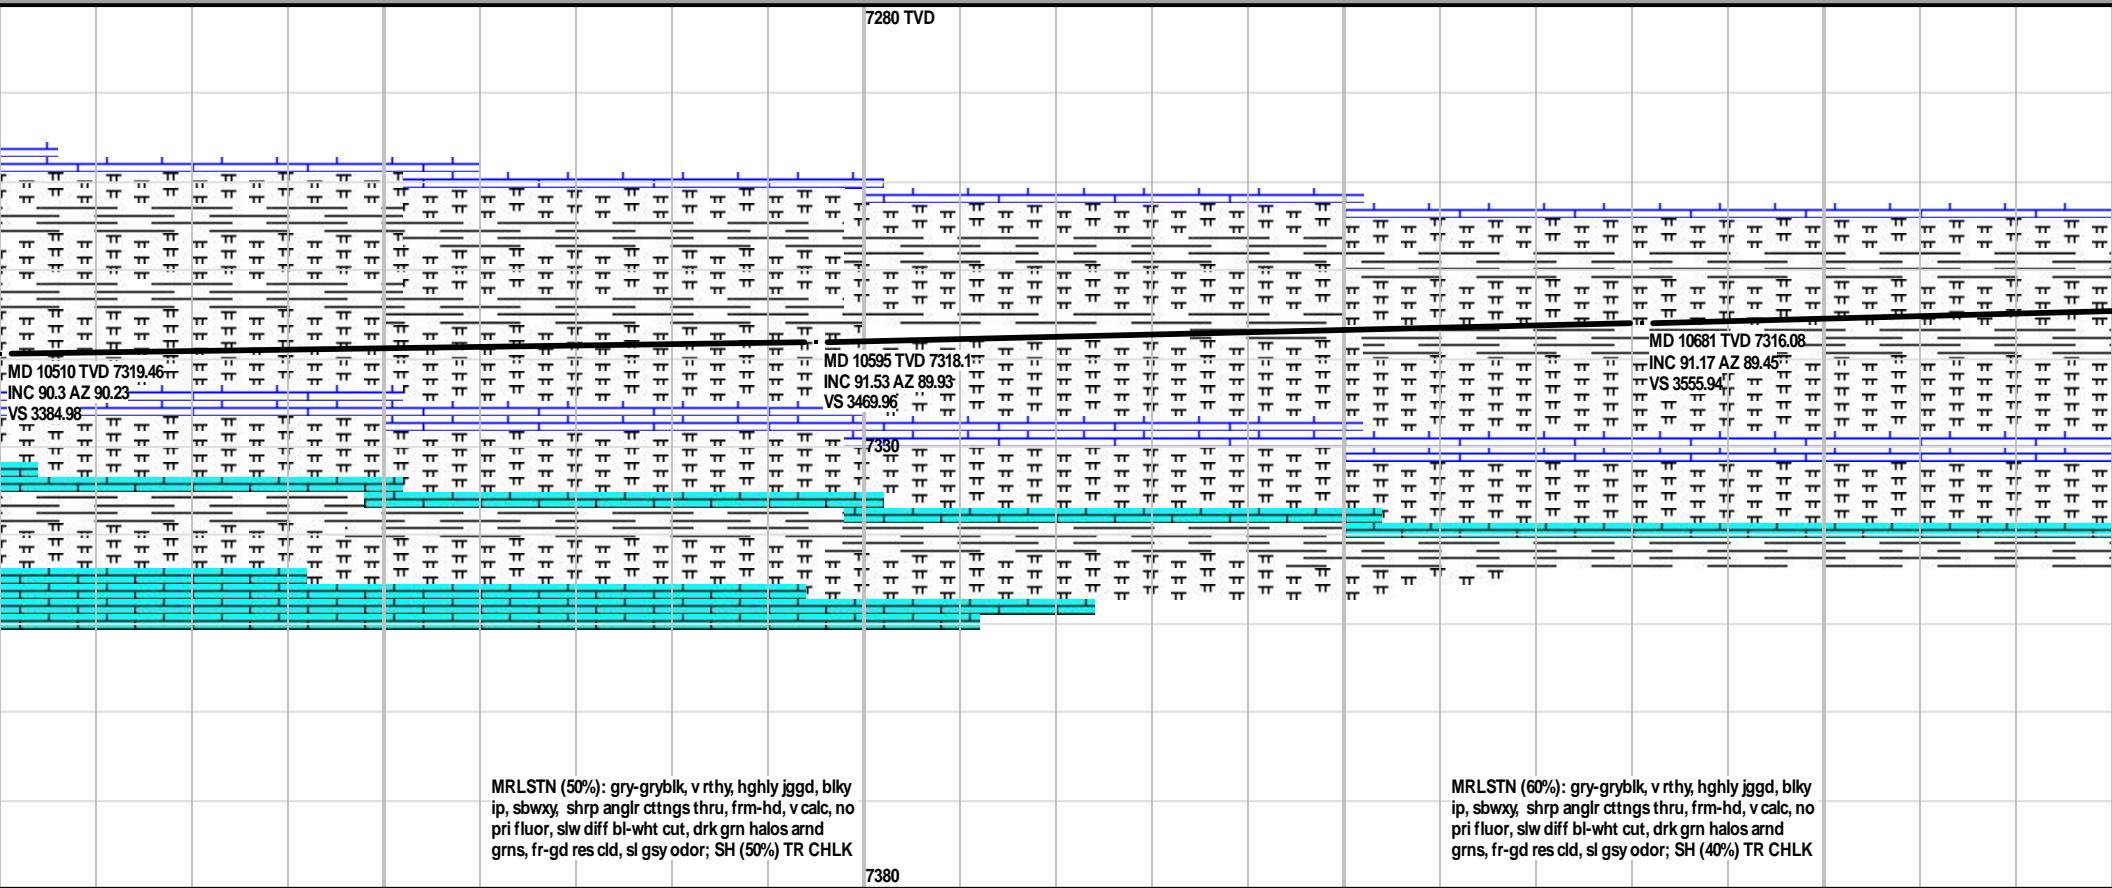 7280 TVD
MD 10510 TVD 7319.46
INC 90.3 AZ 90.23
VS 3384.98
MD 10595 TVD 7318.1
INC 91.53 AZ 89.93
VS 3469.96
MD 10681 TVD 7316.08
INC 91.17 AZ 89.45
VS 3555.94
7330
MRLSTN (50%): gry-gryblk, v rthy, hghly jggd, blky
ip, sbwxy, shrp anglr cttngs thru, frm-hd, v calc, no
pri fluor, slw diff bl-wht cut, drk grn halos arnd
grns, fr-gd res cld, sl gsy odor; SH (50%) TR CHLK
MRLSTN (60%): gry-gryblk, v rthy, hghly jggd, blky
ip, sbwxy, shrp anglr cttngs thru, frm-hd, v calc, no
pri fluor, slw diff bl-wht cut, drk grn halos arnd
grns, fr-gd res cld, sl gsy odor; SH (40%) TR CHLK
7380